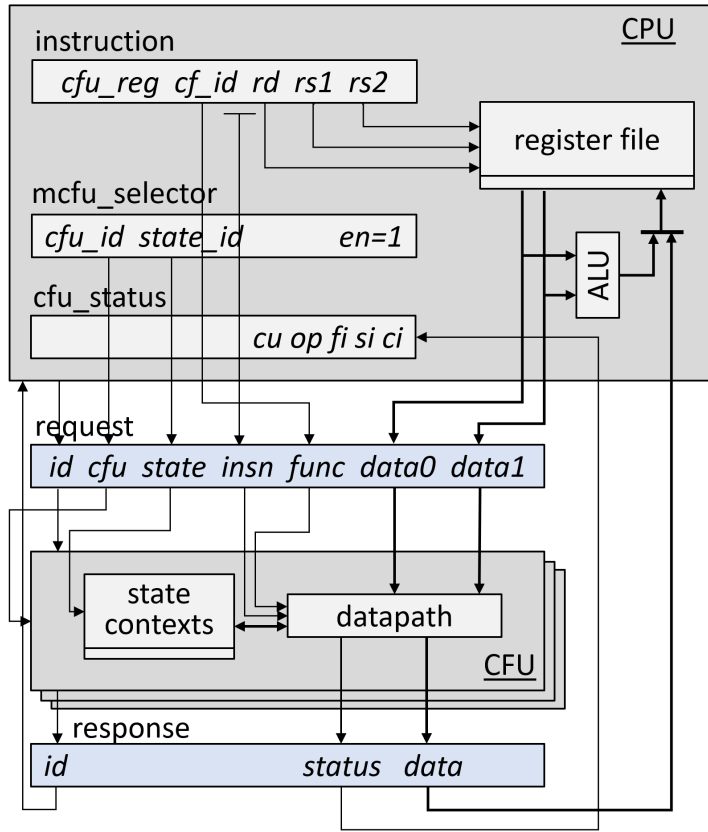 CPU
instruction
cfu_reg cf_id rd rs1 rs2
register file
mcfu_selector
cfu_id state_id en=1
ALU
cfu_status
cu op fi si ci
request
id cfu state insn func data0 data1
state
contexts
datapath
CFU
response
id status data